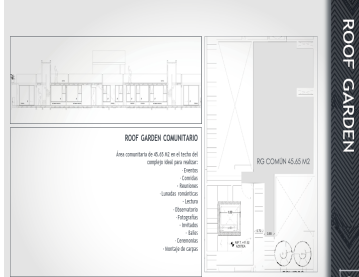 ROOF GARDEN
ROOF GARDEN COMUNITARIO
Área comunitaria de 45.65 M2 en el techo del
complejo ideal para realizar:
- Eventos
- Comidas
- Reuniones
-Lunadas románticas
- Lectura
-Observatorio
- Fotografías
- Invitados
- Bailes
- Ceremonias
- montaje de carpas
RG COMÚN 45.65 M2